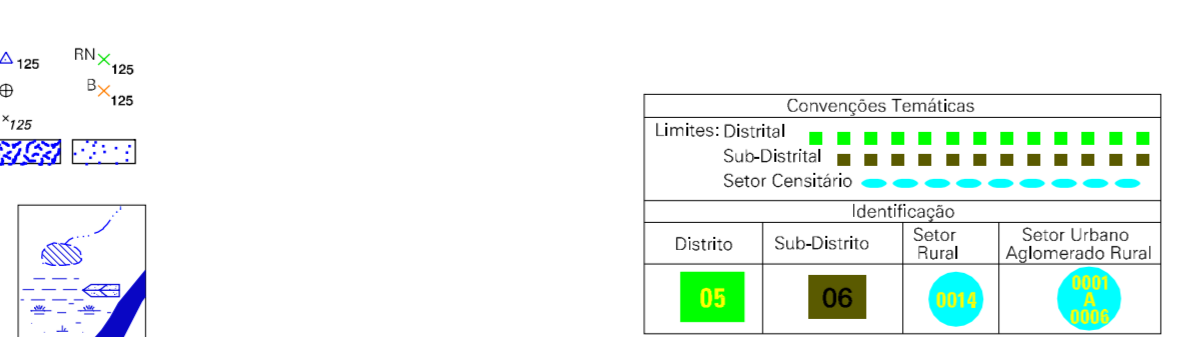 125
RN 125
B 125
125
Convenções Temáticas
Limites: Distrital
Sub-Distrital
Setor Censitário
Identificação
Distrito
Sub-Distrito
Setor
Rural
Setor Urbano
Aglomerado Rural
05
06
0014
0001
A
0006